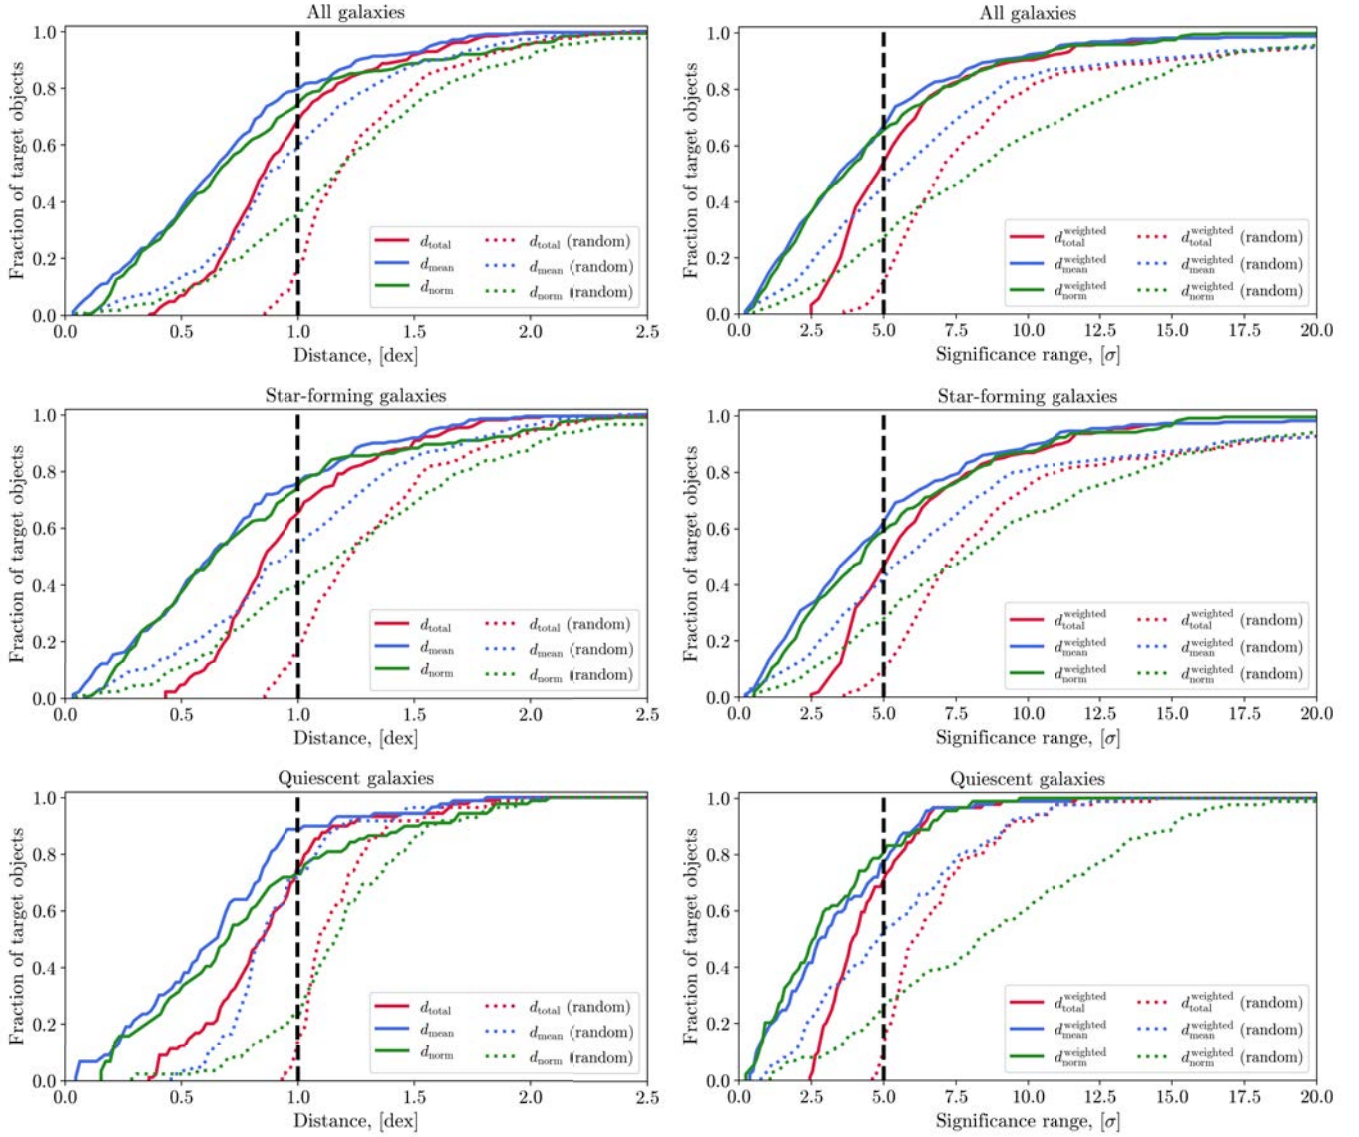 All galaxies
Fraction of target objects
1.0
0.8
0.6
0.4
0.2
0.0
0.0 0.5 1.0 1.5 2.0 2.5
Distance, [dex]
d_total d_total (random)
d_mean d_mean (random)
d_norm d_norm (random)
All galaxies
Fraction of target objects
1.0
0.8
0.6
0.4
0.2
0.0
0.0 2.5 5.0 7.5 10.0 12.5 15.0 17.5 20.0
Significance range, [σ]
d_total^weighted d_total^weighted (random)
d_mean^weighted d_mean^weighted (random)
d_norm^weighted d_norm^weighted (random)
Star-forming galaxies
Fraction of target objects
1.0
0.8
0.6
0.4
0.2
0.0
0.0 0.5 1.0 1.5 2.0 2.5
Distance, [dex]
d_total d_total (random)
d_mean d_mean (random)
d_norm d_norm (random)
Star-forming galaxies
Fraction of target objects
1.0
0.8
0.6
0.4
0.2
0.0
0.0 2.5 5.0 7.5 10.0 12.5 15.0 17.5 20.0
Significance range, [σ]
d_total^weighted d_total^weighted (random)
d_mean^weighted d_mean^weighted (random)
d_norm^weighted d_norm^weighted (random)
Quiescent galaxies
Fraction of target objects
1.0
0.8
0.6
0.4
0.2
0.0
0.0 0.5 1.0 1.5 2.0 2.5
Distance, [dex]
d_total d_total (random)
d_mean d_mean (random)
d_norm d_norm (random)
Quiescent galaxies
Fraction of target objects
1.0
0.8
0.6
0.4
0.2
0.0
0.0 2.5 5.0 7.5 10.0 12.5 15.0 17.5 20.0
Significance range, [σ]
d_total^weighted d_total^weighted (random)
d_mean^weighted d_mean^weighted (random)
d_norm^weighted d_norm^weighted (random)